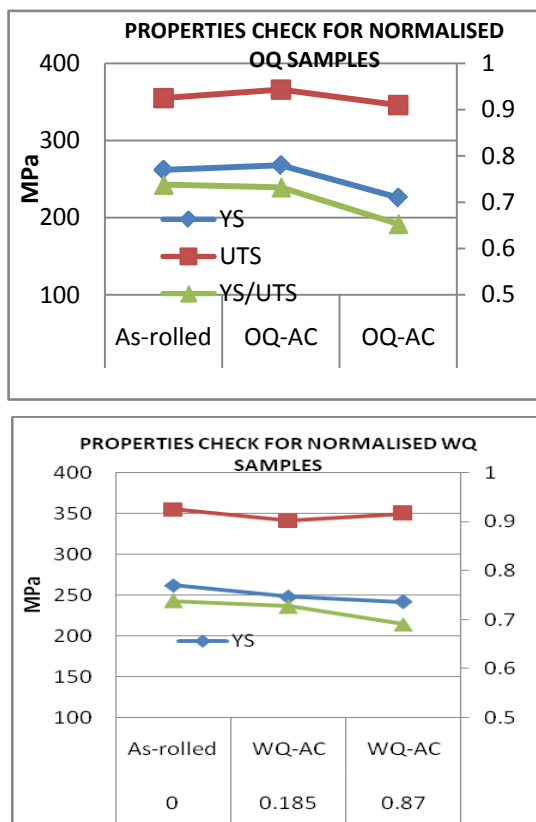 PROPERTIES CHECK FOR NORMALISED
OQ SAMPLES
400
300
200
100
MPa
1
0.9
0.8
0.7
0.6
0.5
YS
UTS
YS/UTS
As-rolled OQ-AC OQ-AC
PROPERTIES CHECK FOR NORMALISED WQ
SAMPLES
400
350
300
250
200
150
100
MPa
1
0.9
0.8
0.7
0.6
0.5
YS
As-rolled WQ-AC WQ-AC
0 0.185 0.87